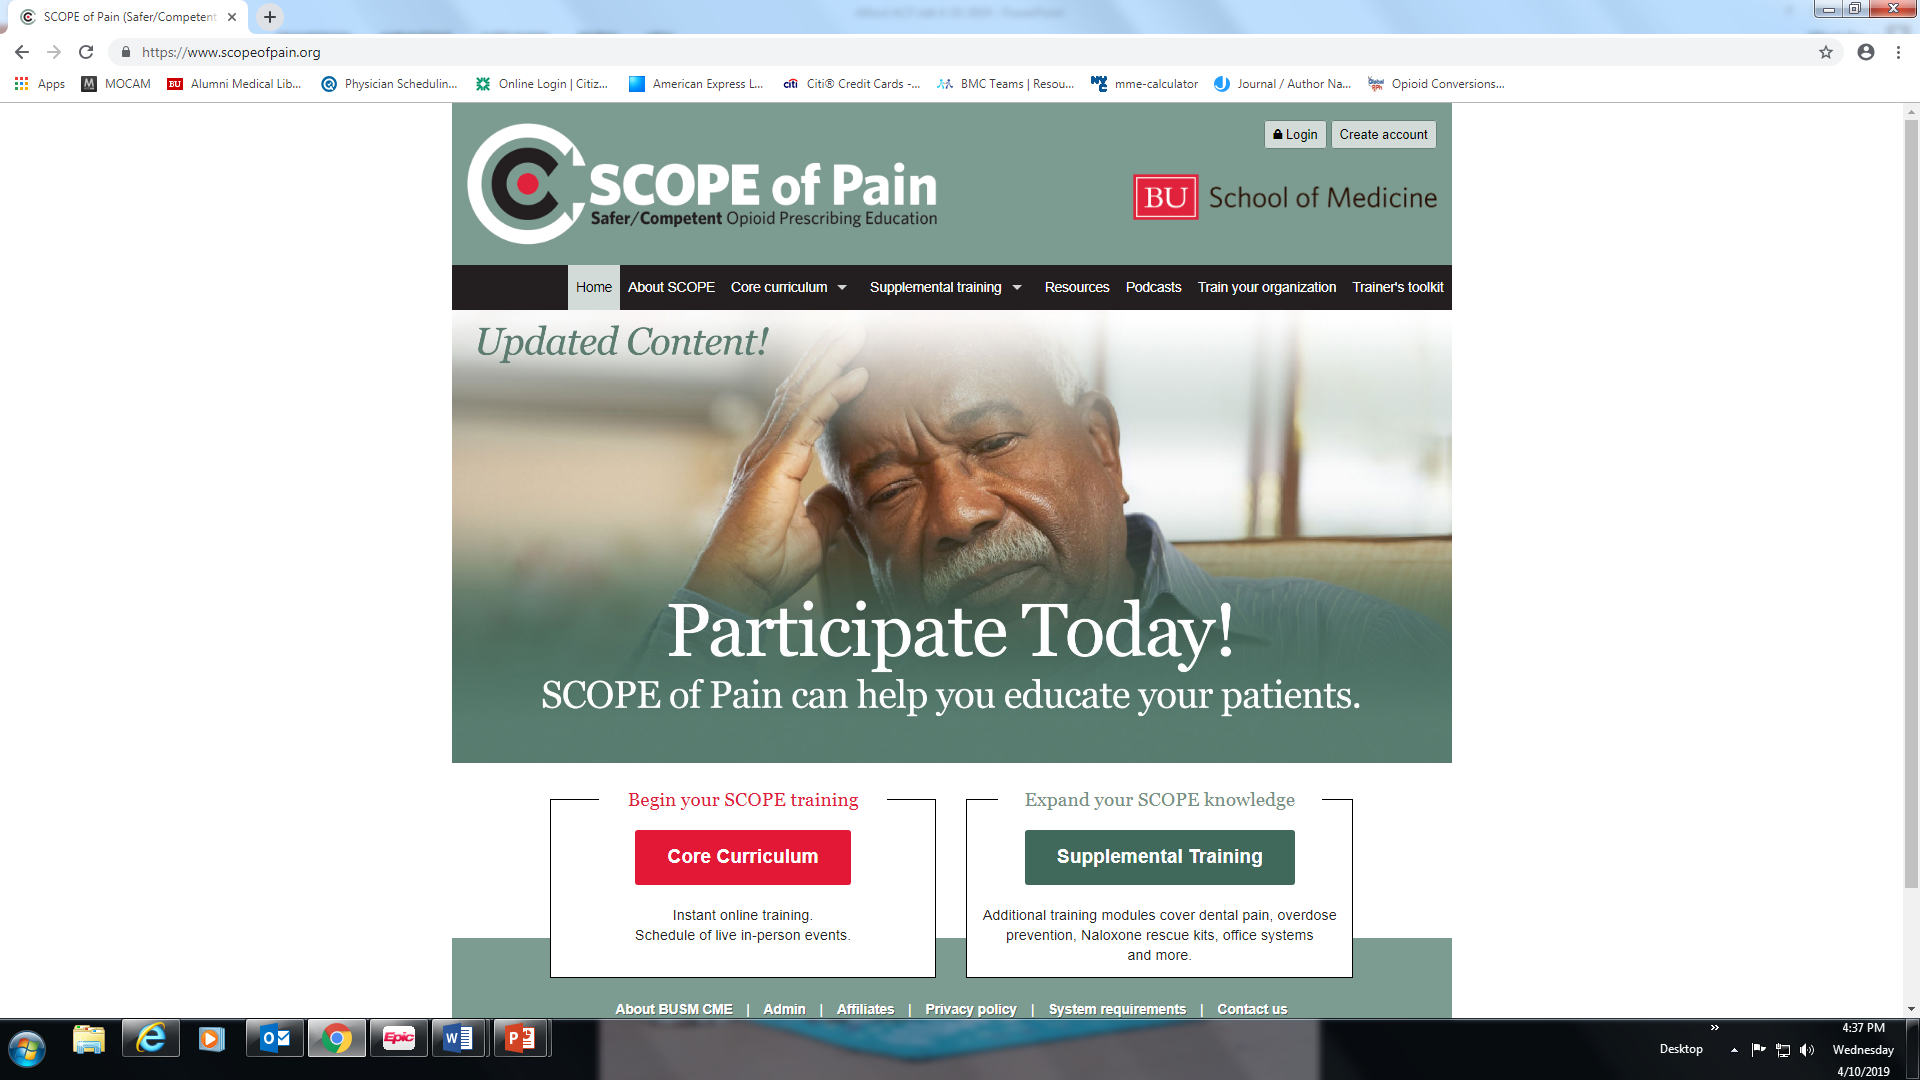 SCOPE of Pain (Safer/Competent
https://www.scopeofpain.org
Apps MOCAM Alumni Medical Lib... Physician Schedulin... Online Login | Citiz... American Express L... Citi® Credit Cards -... BMC Teams | Resou... mme-calculator Journal / Author Na... Opioid Conversions...
Login Create account
SCOPE of Pain
Safer/Competent Opioid Prescribing Education
BU School of Medicine
Home About SCOPE Core curriculum Supplemental training Resources Podcasts Train your organization Trainer's toolkit
Updated Content!
Participate Today!
SCOPE of Pain can help you educate your patients.
Begin your SCOPE training
Core Curriculum
Instant online training.
Schedule of live in-person events.
Expand your SCOPE knowledge
Supplemental Training
Additional training modules cover dental pain, overdose
prevention, Naloxone rescue kits, office systems
and more.
About BUSM CME | Admin | Affiliates | Privacy policy | System requirements | Contact us
Epic
Desktop
4:37 PM
Wednesday
4/10/2019